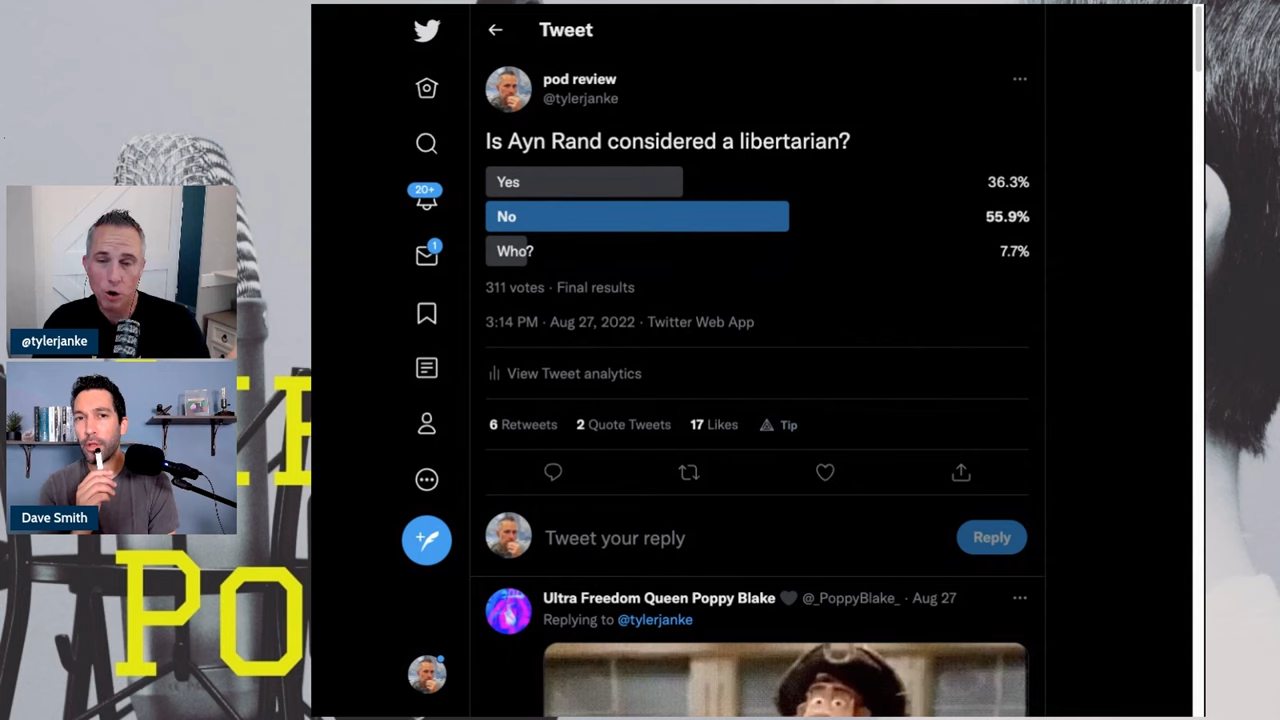 Tweet
pod review
@tylerjanke
Is Ayn Rand considered a libertarian?
Yes 36.3%
20+
No 55.9%
1
Who? 7.7%
311 votes · Final results
3:14 PM · Aug 27, 2022 · Twitter Web App
@tylerjanke
View Tweet analytics
6 Retweets 2 Quote Tweets 17 Likes Tip
Dave Smith
Tweet your reply
Reply
PO
Ultra Freedom Queen Poppy Blake 🖤 @_PoppyBlake_ · Aug 27
Replying to @tylerjanke